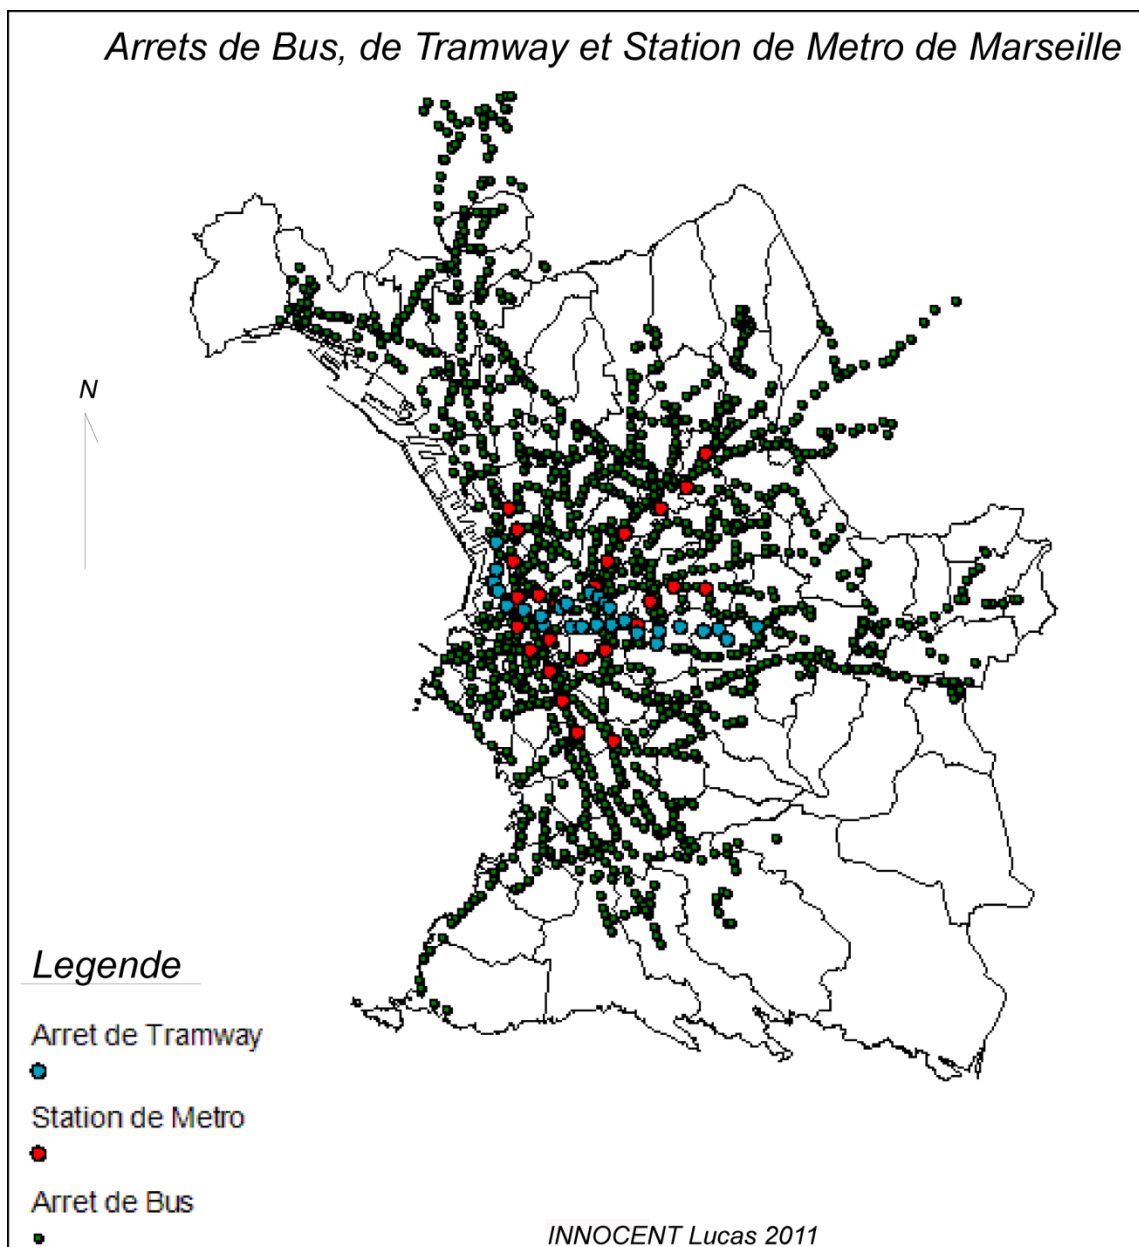 Arrets de Bus, de Tramway et Station de Metro de Marseille
N
Legende
Arret de Tramway
Station de Metro
Arret de Bus
INNOCENT Lucas 2011